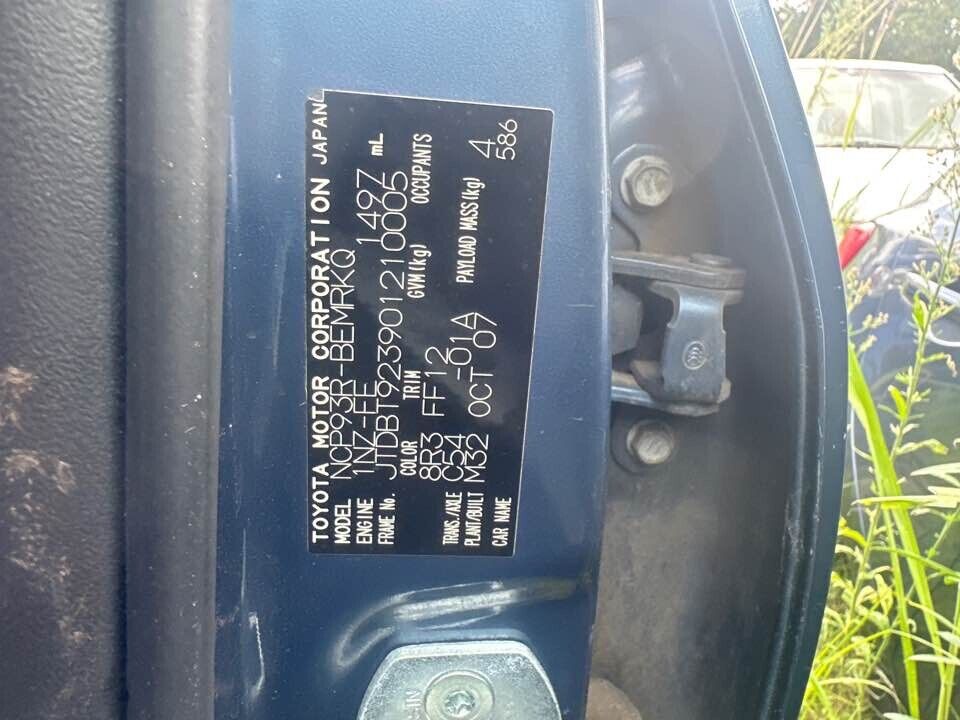 TOYOTA MOTOR CORPORATION JAPAN
MODEL NCP93R-BEMRKQ
ENGINE 1NZ-FE 1497 mL
FRAME No. JTDBT923901210005
COLOR TRIM GVM(kg) OCCUPANTS
8R3 FF12
TRANS./AXLE C54 -01A PAYLOAD MASS(kg) 4
PLANT/BUILT M32 OCT 07 586
CAR NAME